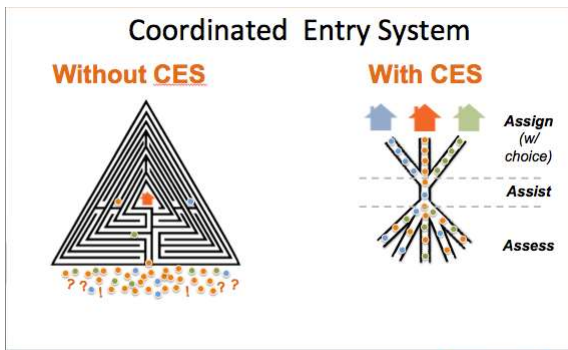 Coordinated Entry System
Without CES
With CES
Assign
(w/
choice)
Assist
Assess
? ? ! ! ? ?